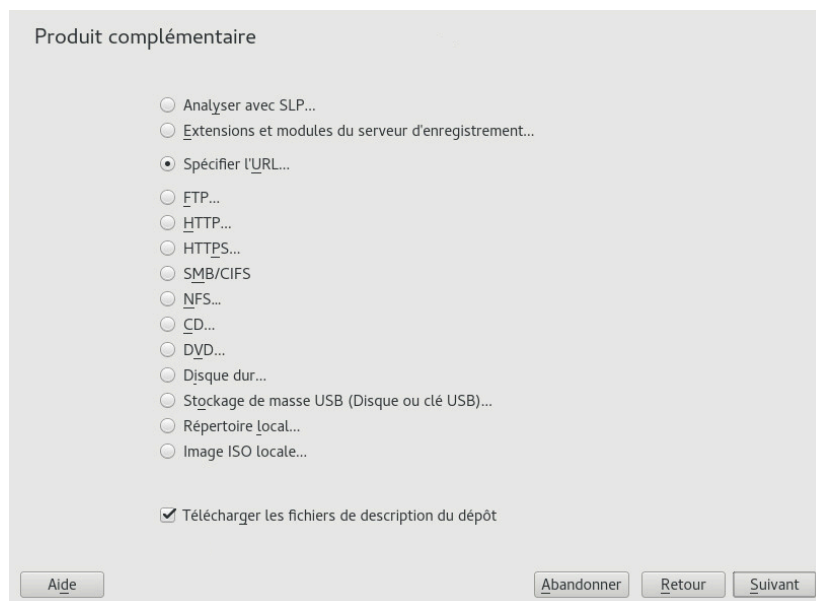 Produit complémentaire
Analyser avec SLP...
Extensions et modules du serveur d'enregistrement...
Spécifier l'URL...
FTP...
HTTP...
HTTPS...
SMB/CIFS
NFS...
CD...
DVD...
Disque dur...
Stockage de masse USB (Disque ou clé USB)...
Répertoire local...
Image ISO locale...
Télécharger les fichiers de description du dépôt
Aide Abandonner Retour Suivant